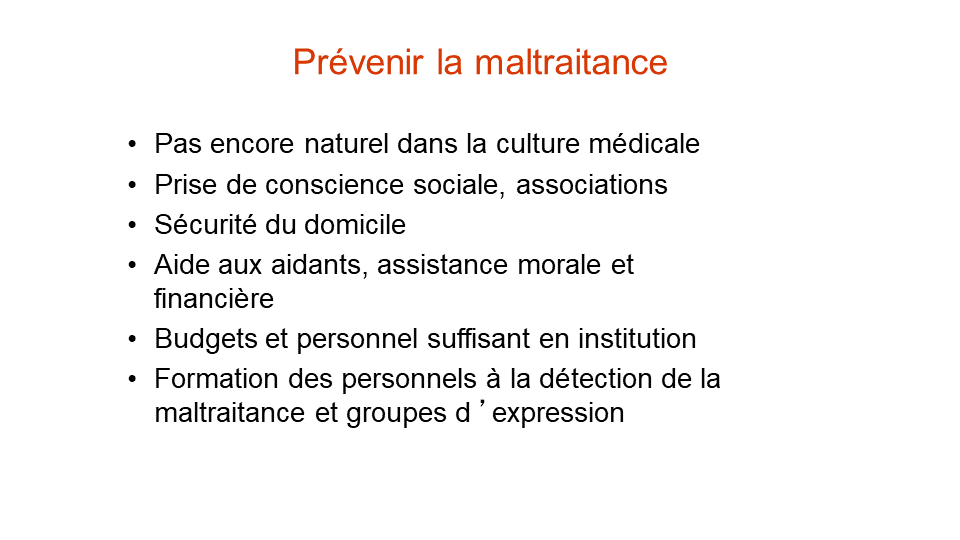 Prévenir la maltraitance
• Pas encore naturel dans la culture médicale
• Prise de conscience sociale, associations
• Sécurité du domicile
• Aide aux aidants, assistance morale et
financière
• Budgets et personnel suffisant en institution
• Formation des personnels à la détection de la
maltraitance et groupes d ’ expression